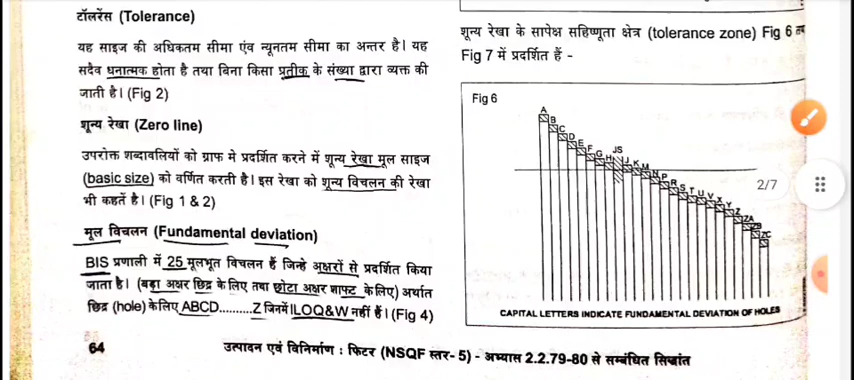 टॉलरेंस (Tolerance)
यह साइज की अधिकतम सीमा एंव न्यूनतम सीमा का अन्तर है। यह
सदैव धनात्मक होता है तथा बिना किसा प्रतीक के संख्या द्वारा व्यक्त की
जाती है। (Fig 2)
शून्य रेखा (Zero line)
उपरोक्त शब्दावलियों को ग्राफ मे प्रदर्शित करने में शून्य रेखा मूल साइज
(basic size) को वर्णित करती है। इस रेखा को शून्य विचलन की रेखा
भी कहतें है। (Fig 1 & 2)
मूल विचलन (Fundamental deviation)
BIS प्रणाली में 25 मूलभूत विचलन हैं जिन्हे अक्षरों से प्रदर्शित किया
जाता है। (बड़ा अक्षर छिद्र के लिए तथा छोटा अक्षर शाफ्ट के लिए) अर्थात
छिद्र (hole) के लिए ABCD..........Z जिनमें ILOQ&W नहीं हैं। (Fig 4)
64
शून्य रेखा के सापेक्ष सहिष्णूता क्षेत्र (tolerance zone) Fig 6
Fig 7 में प्रदर्शित हैं -
Fig 6
A B C D E F G H JS J K M N P R S T U V X Y Z ZA ZB ZC
2/7
CAPITAL LETTERS INDICATE FUNDAMENTAL DEVIATION OF HOLES
उत्पादन एवं विनिर्माण : फिटर (NSQF स्तर- 5) - अभ्यास 2.2.79-80 से सम्बंधित सिद्धांत